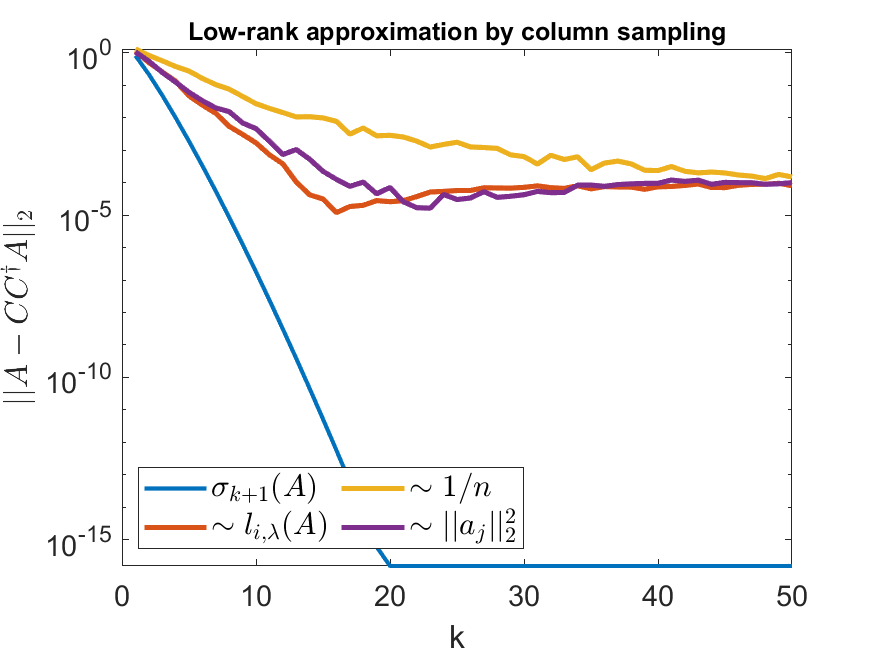 Low-rank approximation by column sampling
10^0
10^-5
10^-10
10^-15
||A − CC^†A||_2
σ_{k+1}(A)
∼ 1/n
∼ l_{i,λ}(A)
∼ ||a_j||_2^2
0 10 20 30 40 50
k